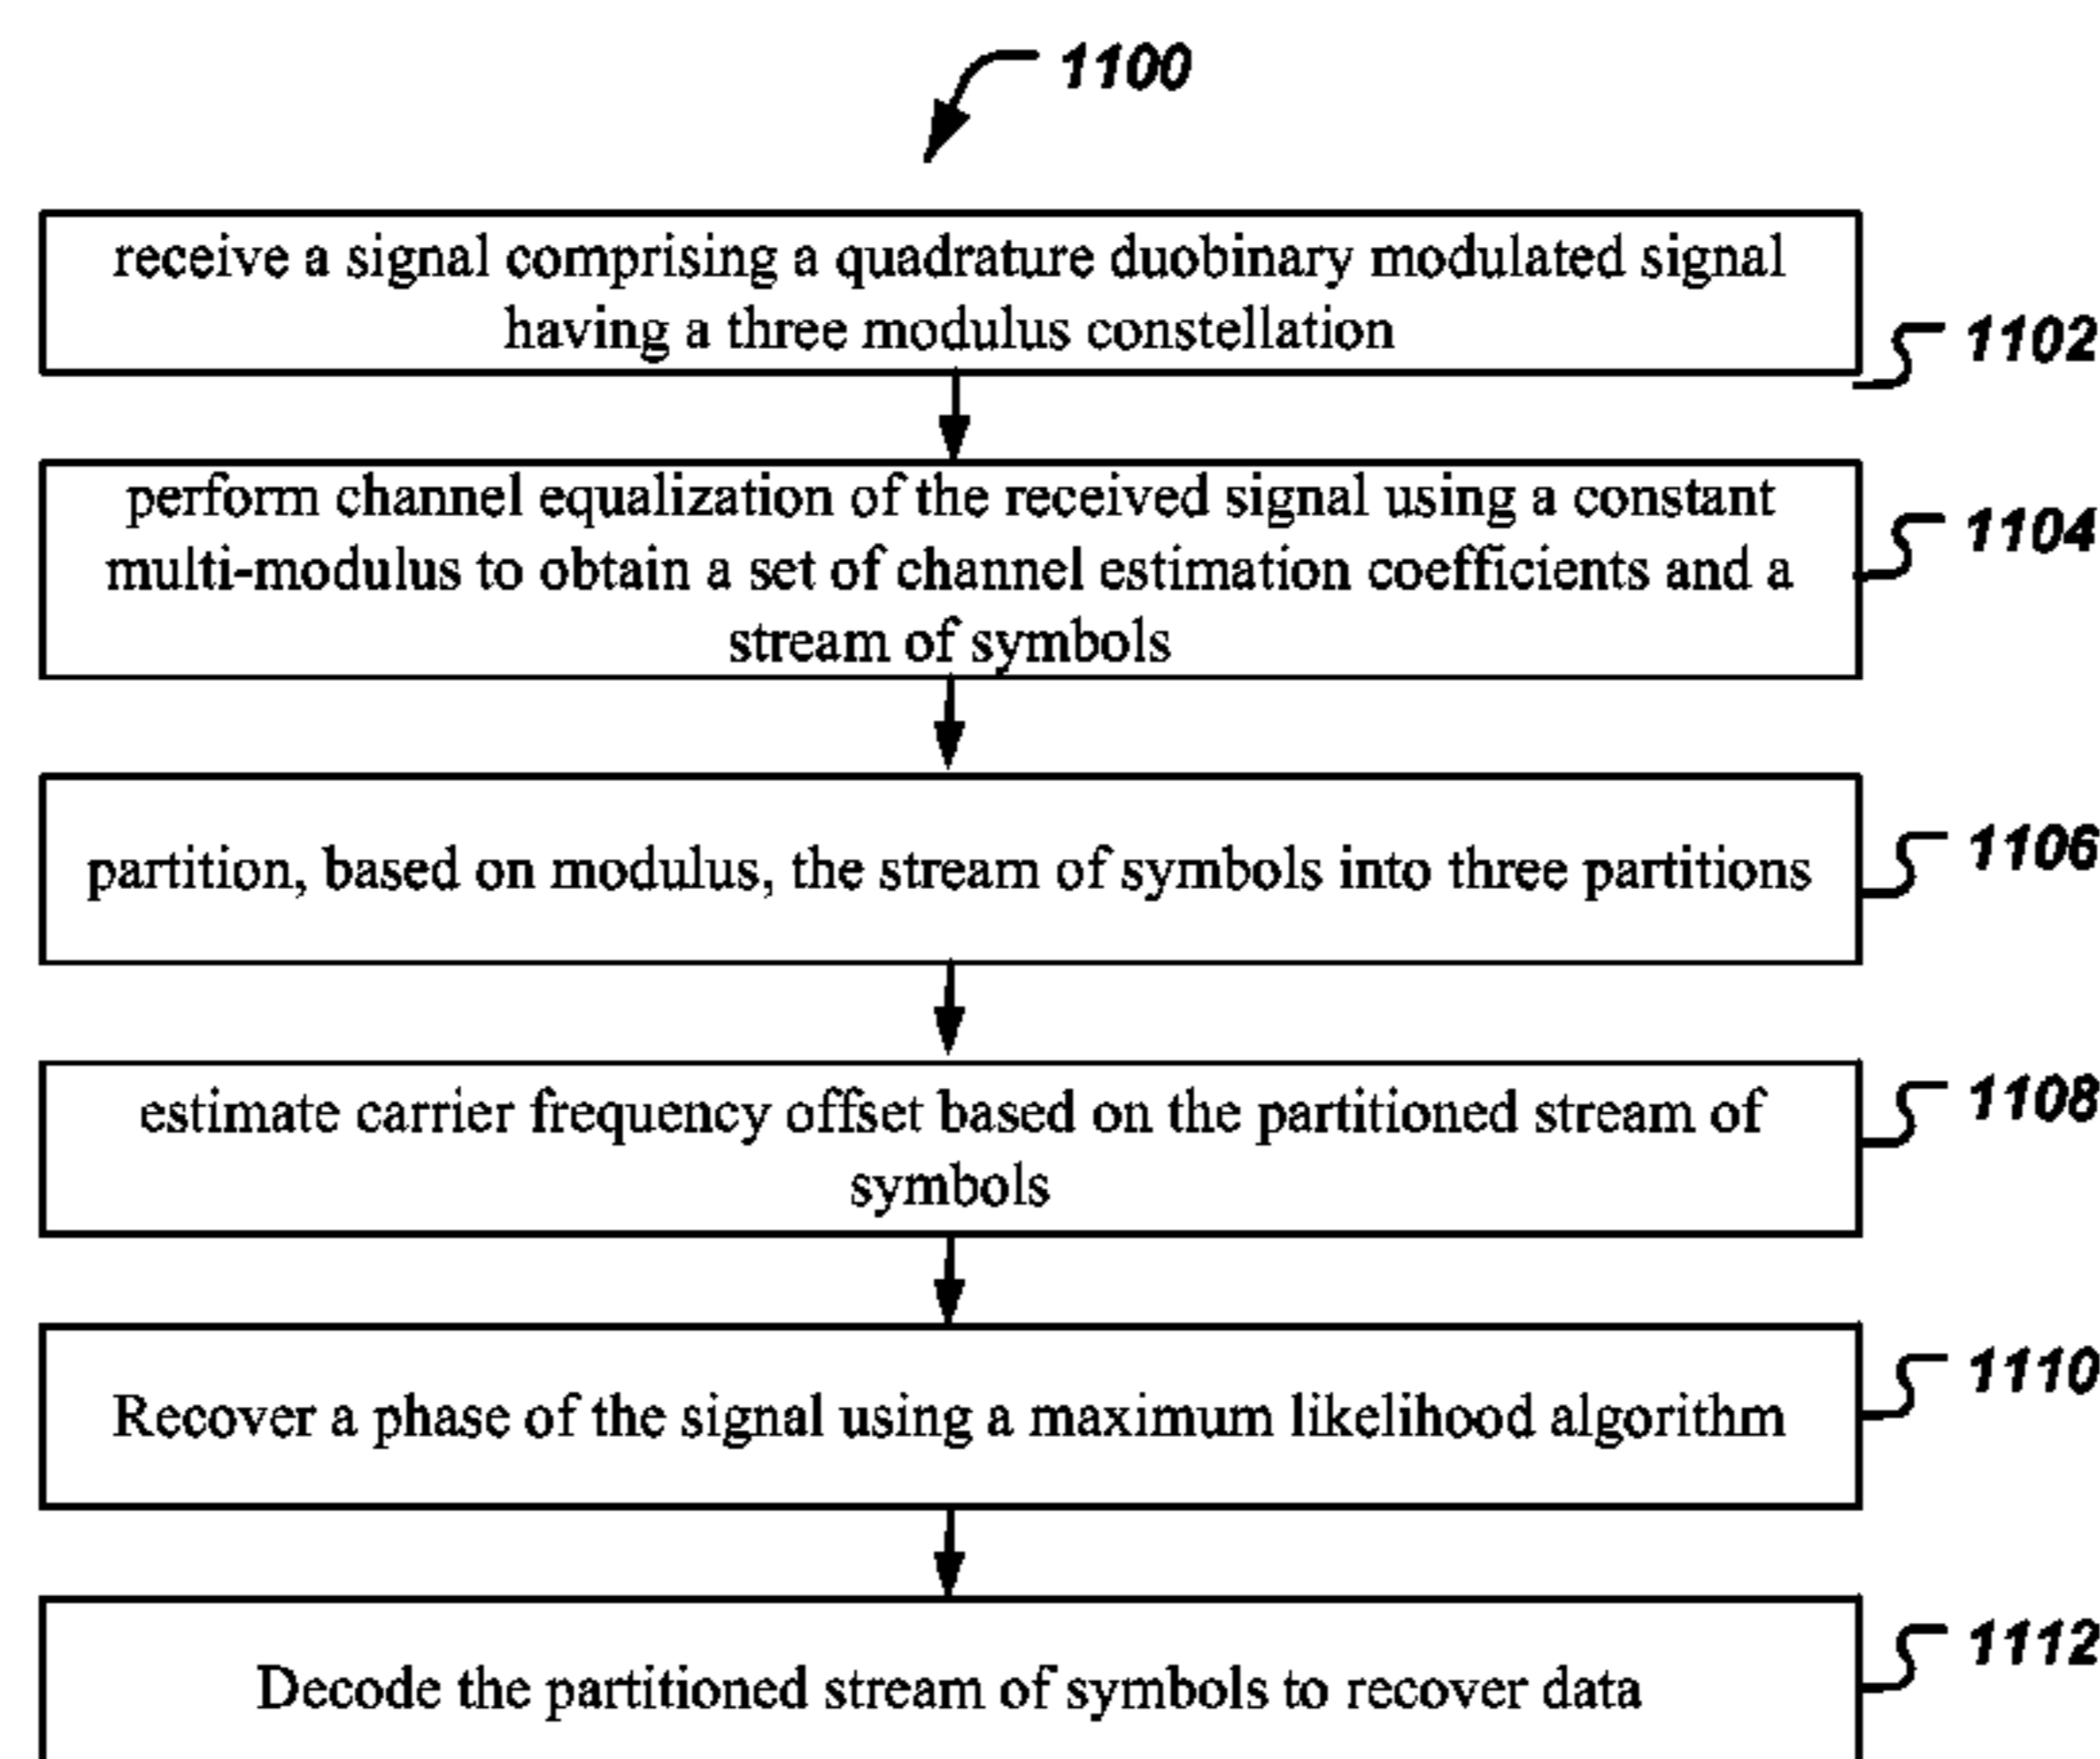 1100
receive a signal comprising a quadrature duobinary modulated signal
having a three modulus constellation
1102
perform channel equalization of the received signal using a constant
multi-modulus to obtain a set of channel estimation coefficients and a
stream of symbols
1104
partition, based on modulus, the stream of symbols into three partitions
1106
estimate carrier frequency offset based on the partitioned stream of
symbols
1108
Recover a phase of the signal using a maximum likelihood algorithm
1110
Decode the partitioned stream of symbols to recover data
1112